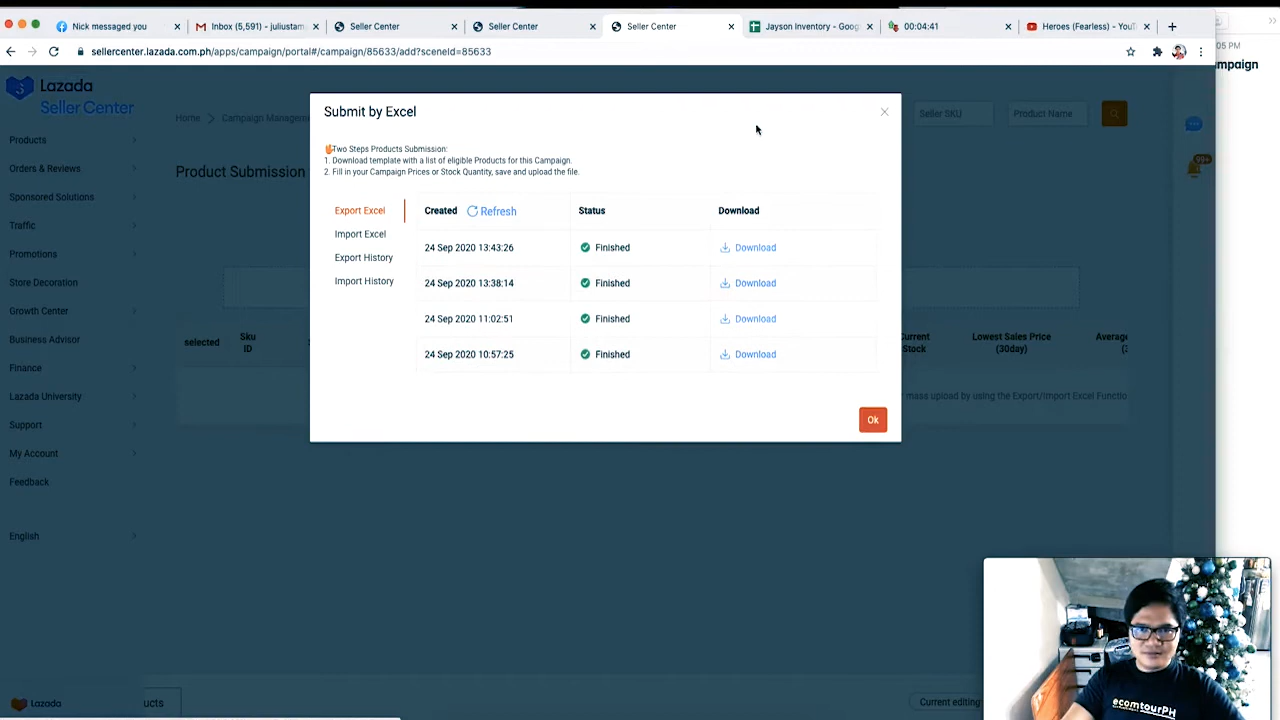 Nick messaged you
Inbox (5,591) - juliustam
Seller Center
Seller Center
Seller Center
Jayson Inventory - Goog
00:04:41
Heroes (Fearless) - YouT
05 PM
sellercenter.lazada.com.ph/apps/campaign/portal#/campaign/85633/add?sceneId=85633
mpaign
Lazada
Seller Center
Home > Campaign Managem
Seller SKU
Product Name
Products
Orders & Reviews
Sponsored Solutions
Traffic
Promotions
Store Decoration
Growth Center
Business Advisor
Finance
Lazada University
Support
My Account
Feedback
English
Product Submission
99+
Submit by Excel
Two Steps Products Submission:
1. Download template with a list of eligible Products for this Campaign.
2. Fill in your Campaign Prices or Stock Quantity, save and upload the file.
Export Excel
Import Excel
Export History
Import History
Created Refresh Status Download
24 Sep 2020 13:43:26 Finished Download
24 Sep 2020 13:38:14 Finished Download
24 Sep 2020 11:02:51 Finished Download
24 Sep 2020 10:57:25 Finished Download
Ok
selected
Sku
ID
Current
Stock
Lowest Sales Price
(30day)
Average
mass upload by using the Export/Import Excel Functio
Lazada
ucts
Current editing
ecomtourPH